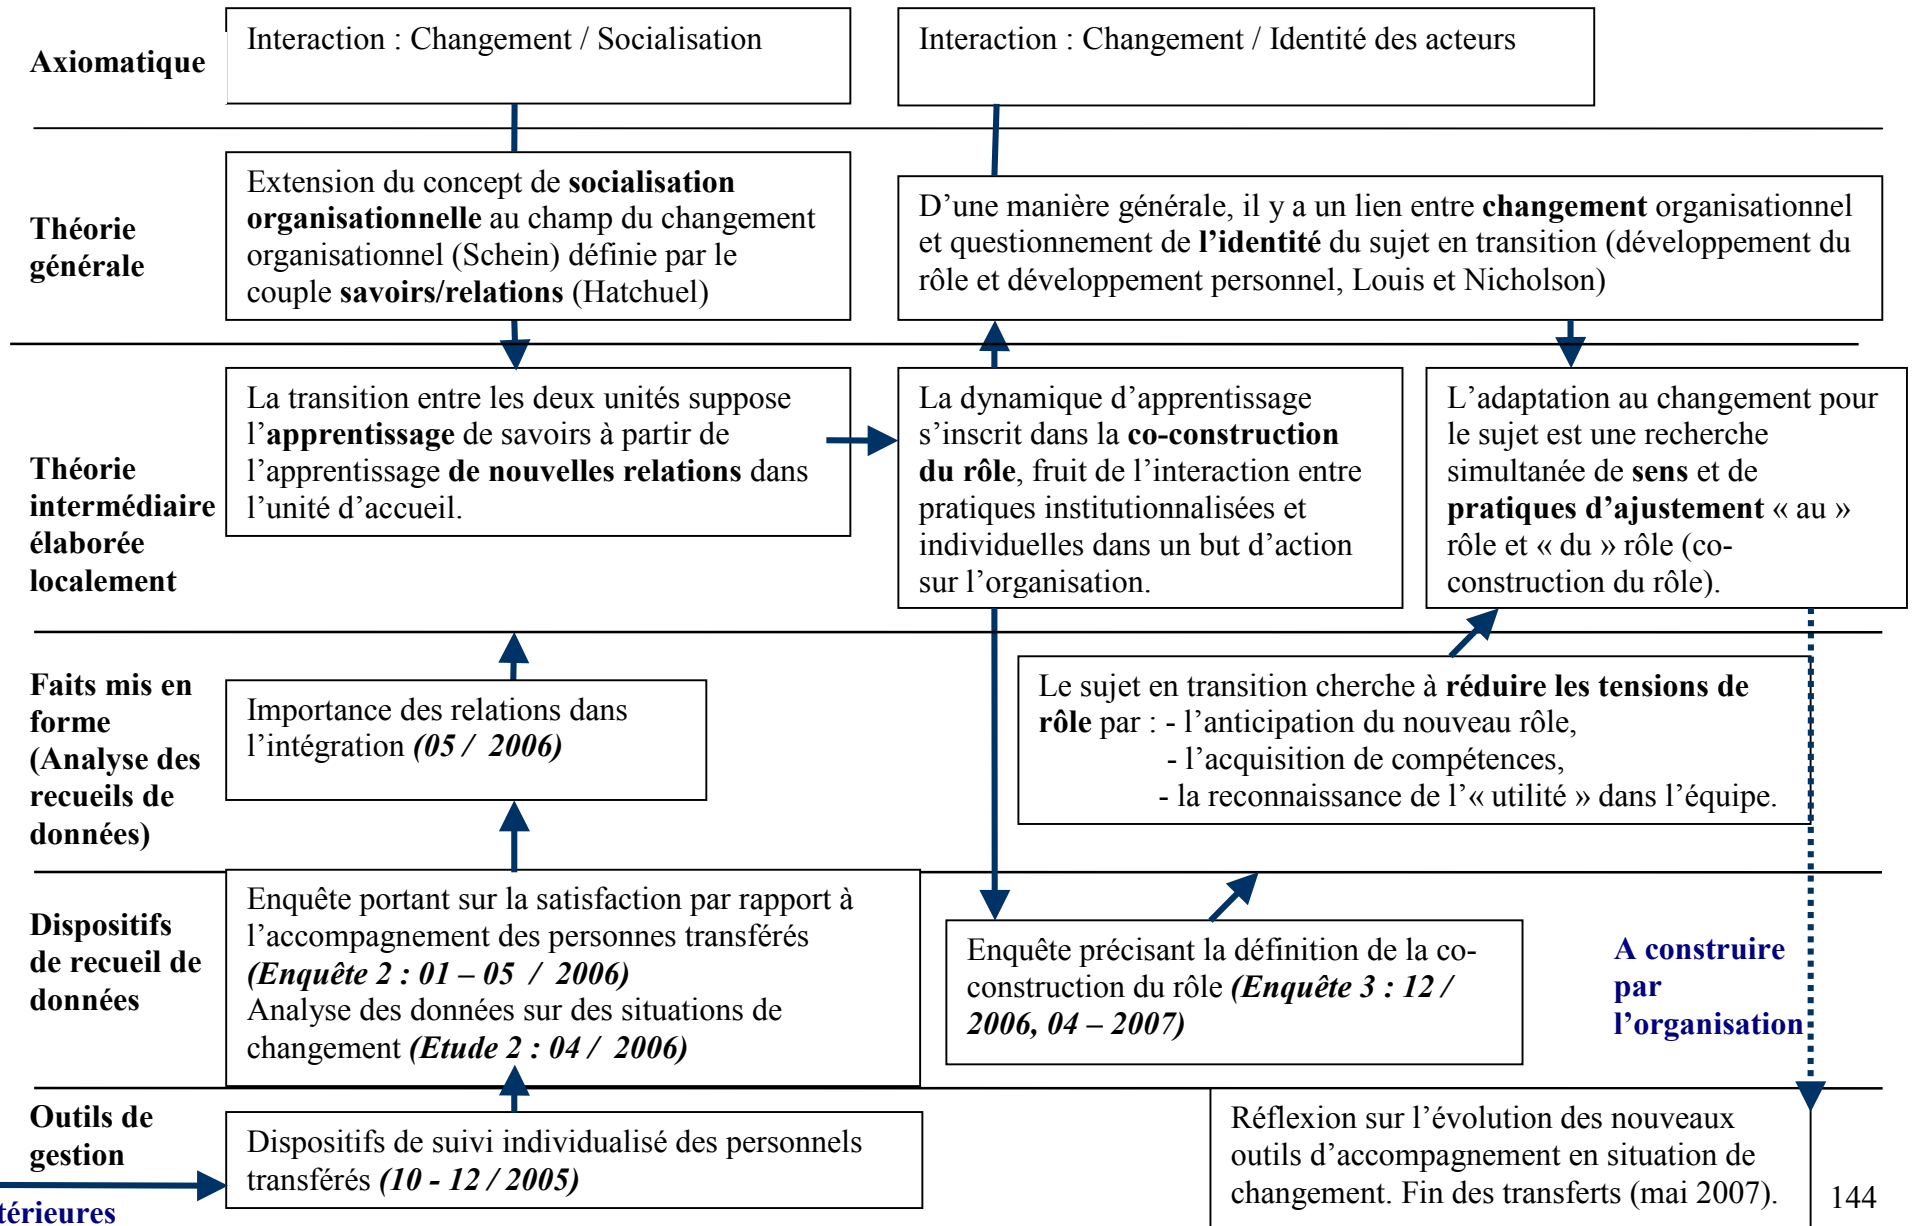 Axiomatique
Interaction : Changement / Socialisation
Interaction : Changement / Identité des acteurs
Théorie
générale
Extension du concept de socialisation
organisationnelle au champ du changement
organisationnel (Schein) définie par le
couple savoirs/relations (Hatchuel)
D’une manière générale, il y a un lien entre changement organisationnel
et questionnement de l’identité du sujet en transition (développement du
rôle et développement personnel, Louis et Nicholson)
Théorie
intermédiaire
élaborée
localement
La transition entre les deux unités suppose
l’apprentissage de savoirs à partir de
l’apprentissage de nouvelles relations dans
l’unité d’accueil.
La dynamique d’apprentissage
s’inscrit dans la co-construction
du rôle, fruit de l’interaction entre
pratiques institutionnalisées et
individuelles dans un but d’action
sur l’organisation.
L’adaptation au changement pour
le sujet est une recherche
simultanée de sens et de
pratiques d’ajustement « au »
rôle et « du » rôle (co-
construction du rôle).
Faits mis en
forme
(Analyse des
recueils de
données)
Importance des relations dans
l’intégration (05 / 2006)
Le sujet en transition cherche à réduire les tensions de
rôle par : - l’anticipation du nouveau rôle,
- l’acquisition de compétences,
- la reconnaissance de l’« utilité » dans l’équipe.
Dispositifs
de recueil de
données
Enquête portant sur la satisfaction par rapport à
l’accompagnement des personnes transférés
(Enquête 2 : 01 – 05 / 2006)
Analyse des données sur des situations de
changement (Etude 2 : 04 / 2006)
Enquête précisant la définition de la co-
construction du rôle (Enquête 3 : 12 /
2006, 04 – 2007)
A construire
par
l’organisation
Outils de
gestion
Dispositifs de suivi individualisé des personnels
transférés (10 - 12 / 2005)
Réflexion sur l’évolution des nouveaux
outils d’accompagnement en situation de
changement. Fin des transferts (mai 2007).
térieures
144